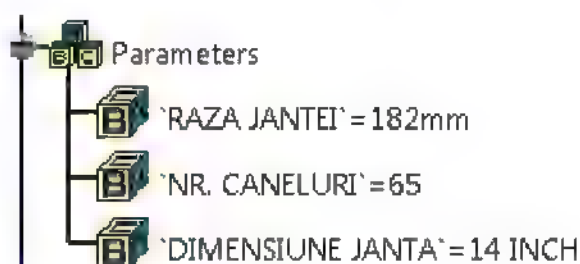 Parameters
`RAZA JANTEI`=182mm
`NR. CANELURI`=65
`DIMENSIUNE JANTA`=14 INCH